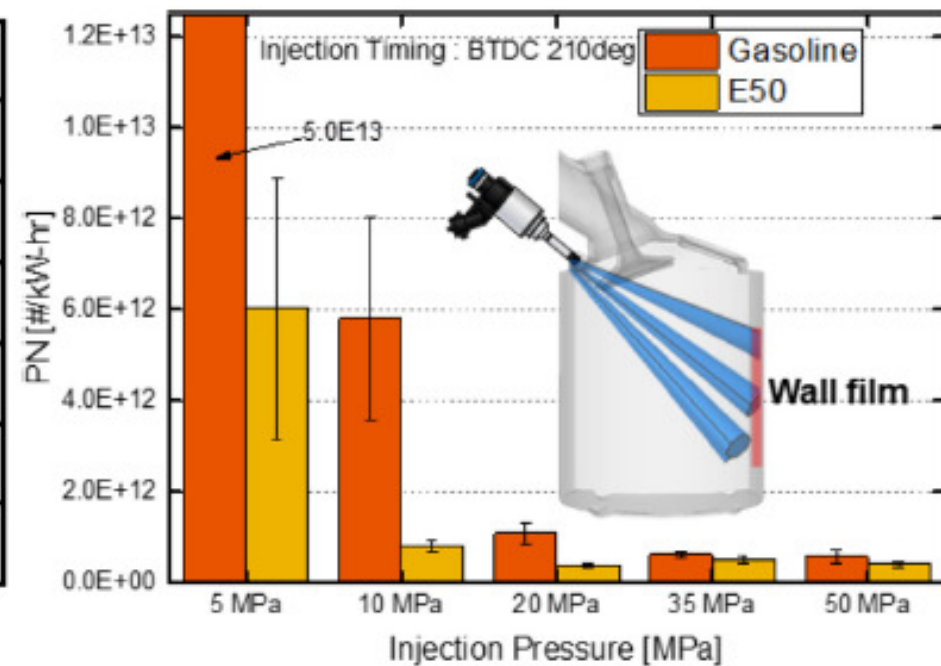 Injection Timing : BTDC 210deg
Gasoline
E50
5.0E13
Wall film
PN [#/kW-hr]
1.2E+13
1.0E+13
8.0E+12
6.0E+12
4.0E+12
2.0E+12
0.0E+00
5 MPa
10 MPa
20 MPa
35 MPa
50 MPa
Injection Pressure [MPa]